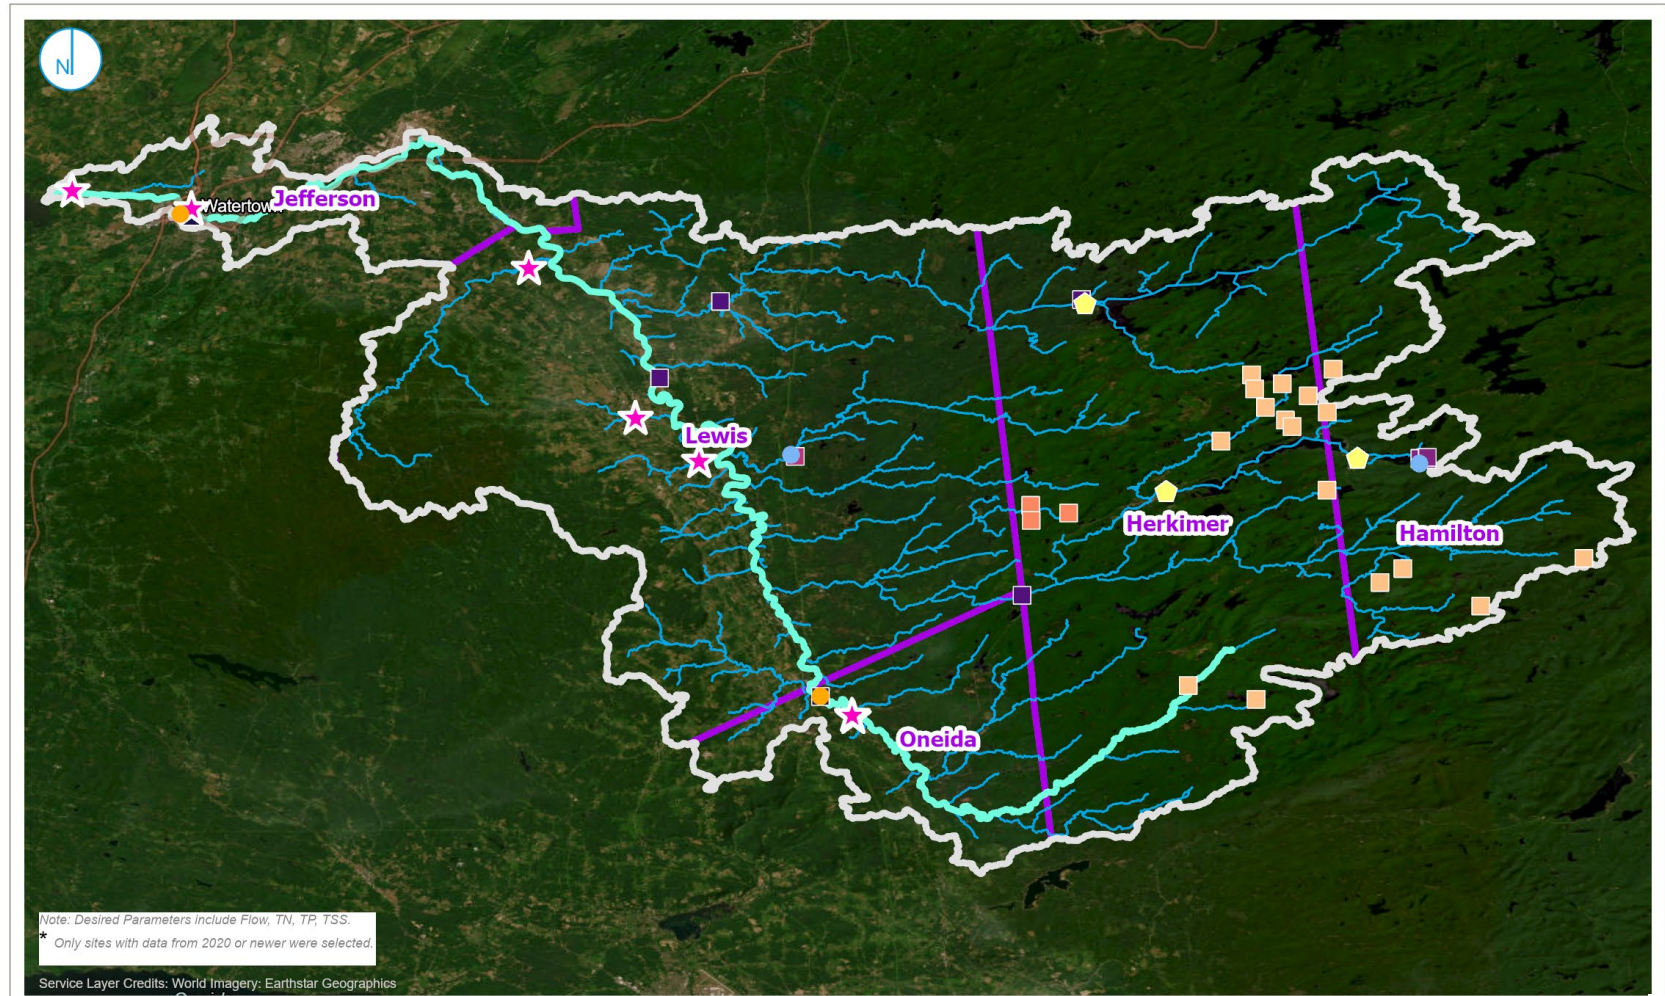 N
Watertown
Jefferson
Lewis
Herkimer
Hamilton
Oneida
Note: Desired Parameters include Flow, TN, TP, TSS.
* Only sites with data from 2020 or newer were selected.
Service Layer Credits: World Imagery: Earthstar Geographics